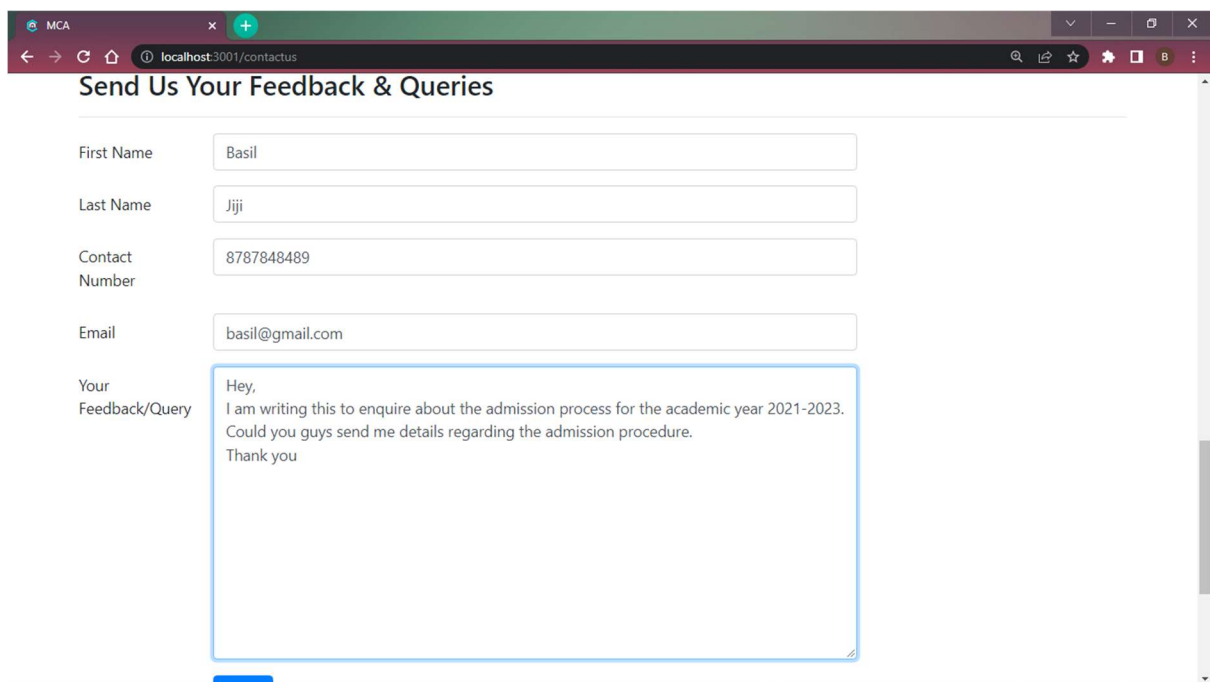 MCA
localhost:3001/contactus
B
Send Us Your Feedback & Queries
First Name
Basil
Last Name
Jiji
Contact
Number
8787848489
Email
basil@gmail.com
Your
Feedback/Query
Hey,
I am writing this to enquire about the admission process for the academic year 2021-2023.
Could you guys send me details regarding the admission procedure.
Thank you